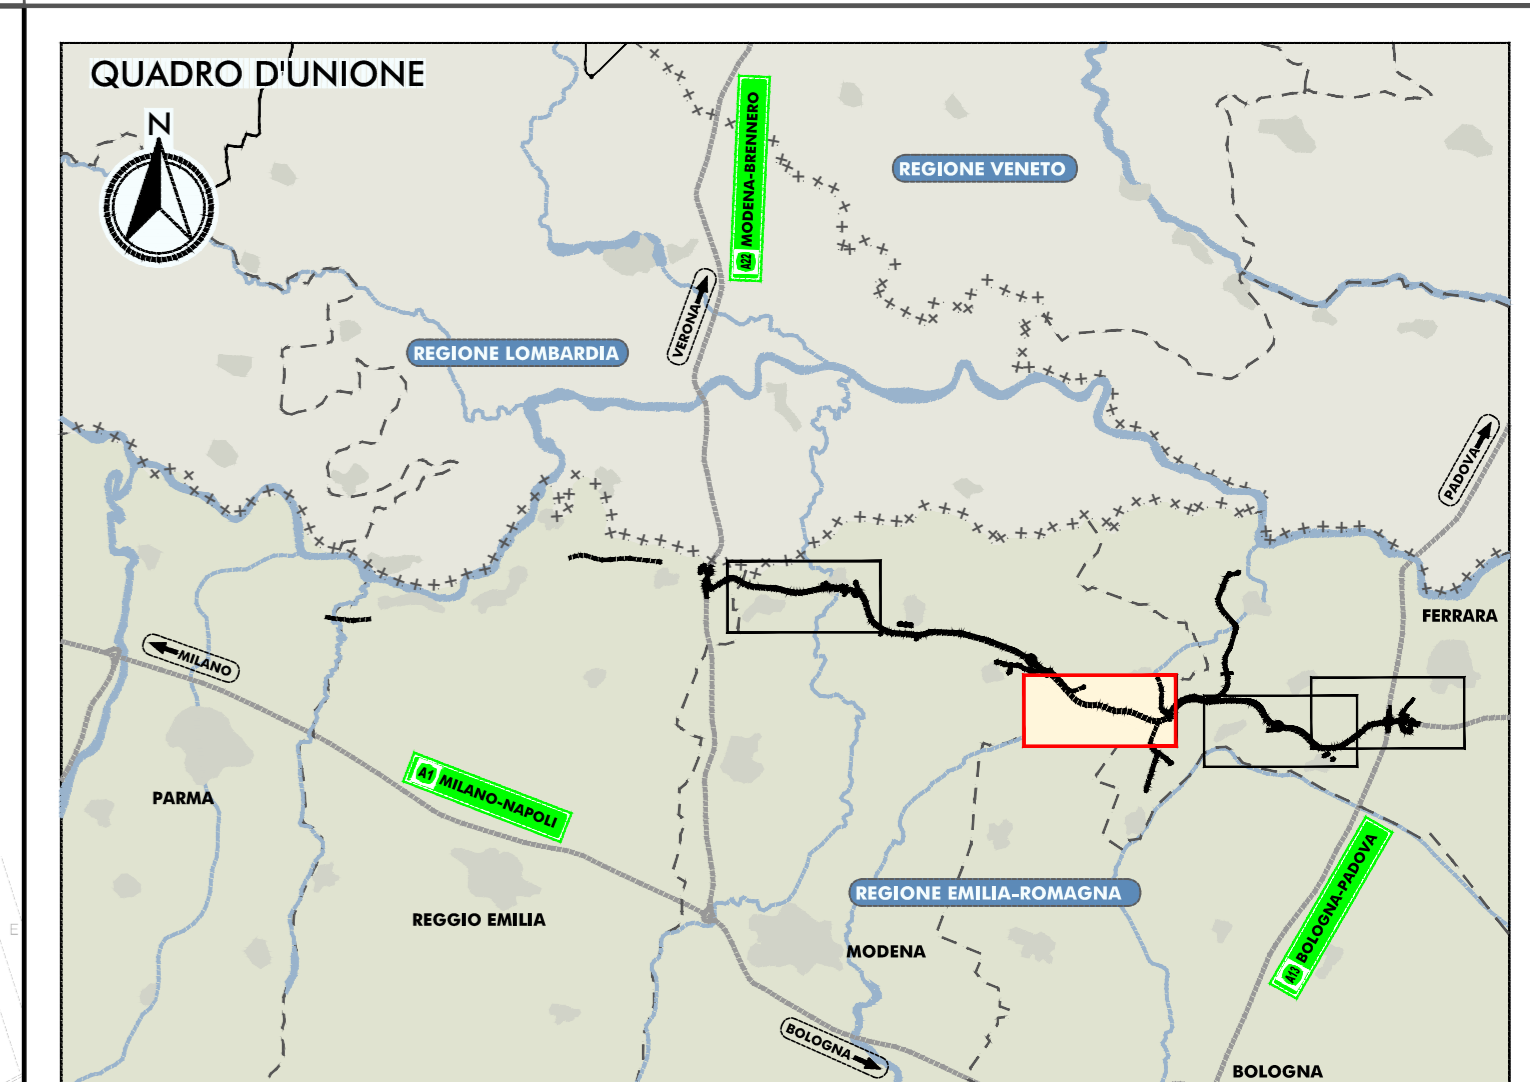 QUADRO D'UNIONE
N
A22 MODENA-BRENNERO
REGIONE VENETO
VERONA
REGIONE LOMBARDIA
PADOVA
FERRARA
MILANO
PARMA
A1 MILANO-NAPOLI
REGGIO EMILIA
REGIONE EMILIA-ROMAGNA
A13 BOLOGNA-PADOVA
E
MODENA
BOLOGNA
BOLOGNA